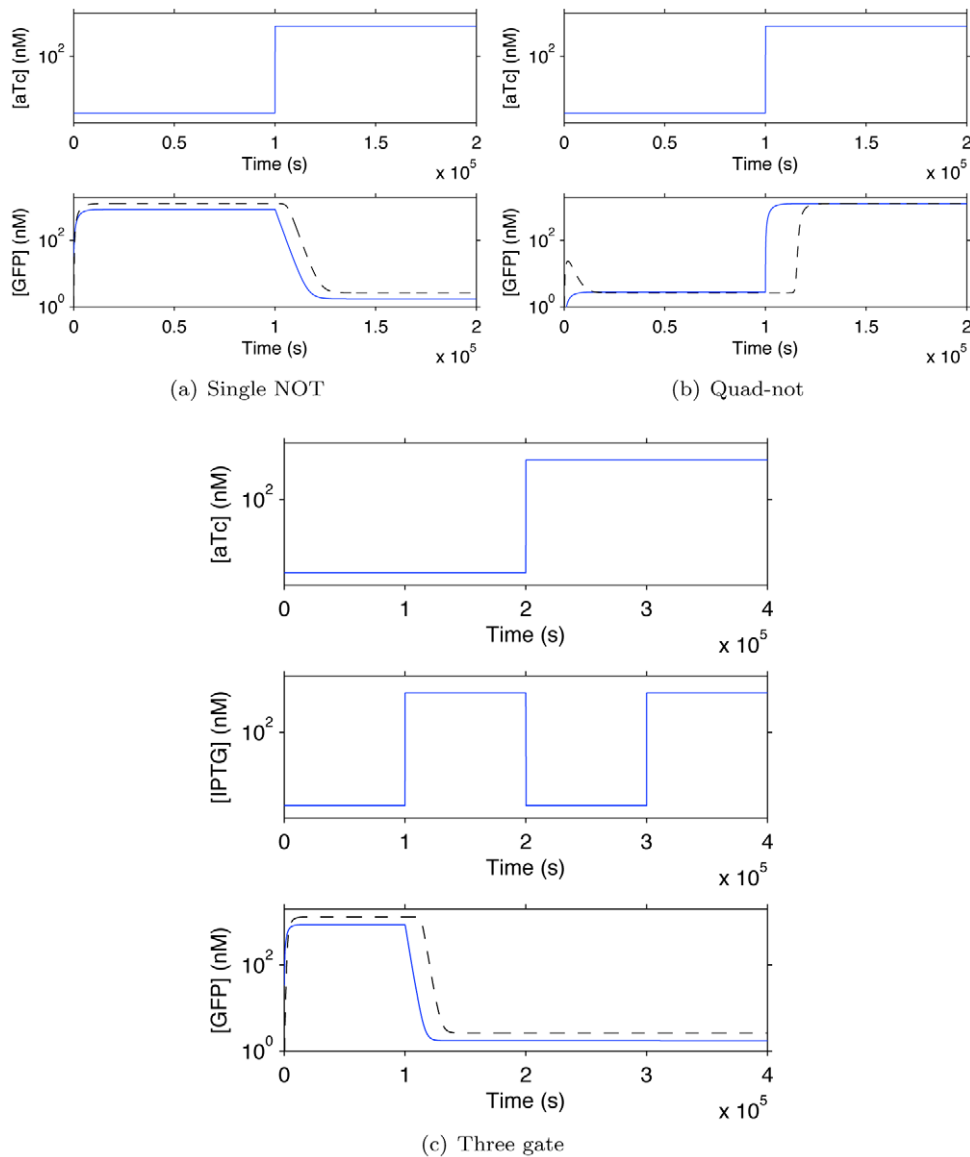 [aTc] (nM)
10²
0 0.5 1 1.5 2
Time (s)
x 10⁵
[GFP] (nM)
10²
10⁰
0 0.5 1 1.5 2
Time (s)
x 10⁵
(a) Single NOT
[aTc] (nM)
10²
0 0.5 1 1.5 2
Time (s)
x 10⁵
[GFP] (nM)
10²
10⁰
0 0.5 1 1.5 2
Time (s)
x 10⁵
(b) Quad-not
[aTc] (nM)
10²
0 1 2 3 4
Time (s)
x 10⁵
[IPTG] (nM)
10²
0 1 2 3 4
Time (s)
x 10⁵
[GFP] (nM)
10²
10⁰
0 1 2 3 4
Time (s)
x 10⁵
(c) Three gate